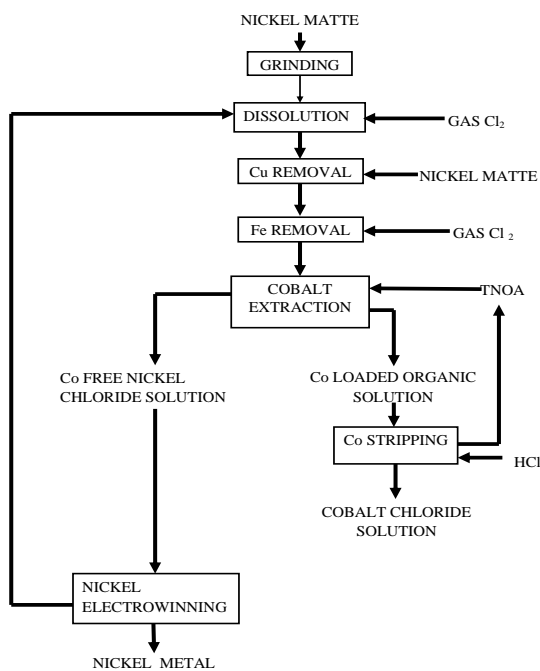 NICKEL MATTE
GRINDING
DISSOLUTION
GAS Cl2
Cu REMOVAL
NICKEL MATTE
Fe REMOVAL
GAS Cl 2
COBALT
EXTRACTION
TNOA
Co FREE NICKEL
CHLORIDE SOLUTION
Co LOADED ORGANIC
SOLUTION
Co STRIPPING
HCl
COBALT CHLORIDE
SOLUTION
NICKEL
ELECTROWINNING
NICKEL METAL